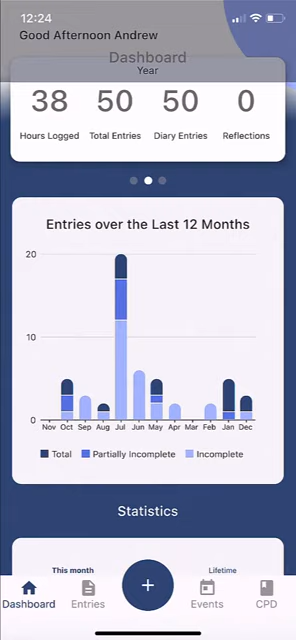 12:24
Good Afternoon Andrew
Dashboard
Year
38 50 50 0
Hours Logged Total Entries Diary Entries Reflections
Entries over the Last 12 Months
20
10
0
Nov Oct Sep Aug Jul Jun May Apr Mar Feb Jan Dec
Total Partially Incomplete Incomplete
Statistics
This month Lifetime
+
Dashboard Entries Events CPD